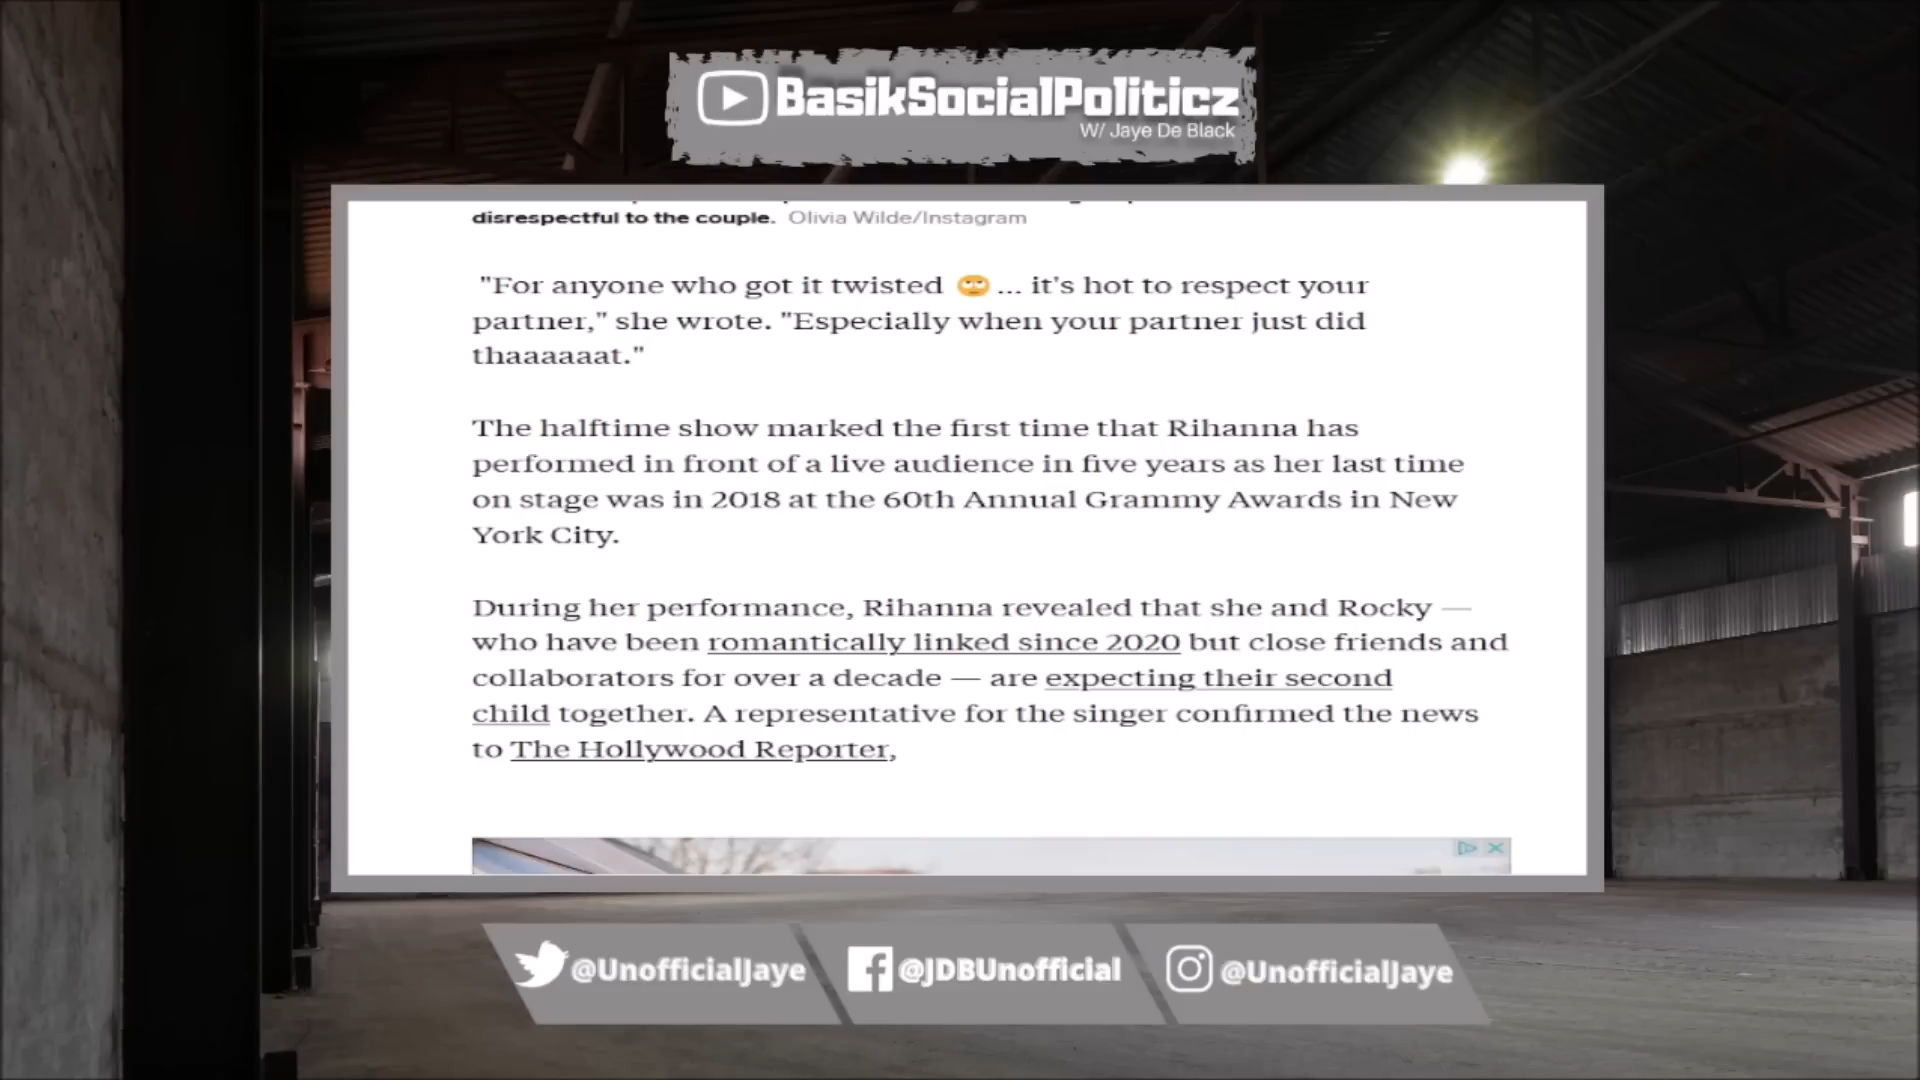 BasikSocialPoliticz
W/ Jaye De Black
disrespectful to the couple. Olivia Wilde/Instagram
"For anyone who got it twisted 🙄... it's hot to respect your
partner," she wrote. "Especially when your partner just did
thaaaaaat."
The halftime show marked the first time that Rihanna has
performed in front of a live audience in five years as her last time
on stage was in 2018 at the 60th Annual Grammy Awards in New
York City.
During her performance, Rihanna revealed that she and Rocky —
who have been romantically linked since 2020 but close friends and
collaborators for over a decade — are expecting their second
child together. A representative for the singer confirmed the news
to The Hollywood Reporter,
@UnofficialJaye @JDBUnofficial @UnofficialJaye